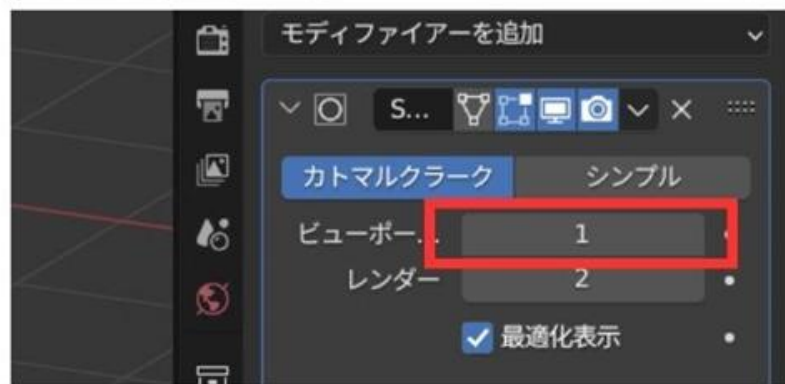 モディファイアーを追加
S...
カトマルクラーク シンプル
ビューポー... 1
レンダー 2
最適化表示